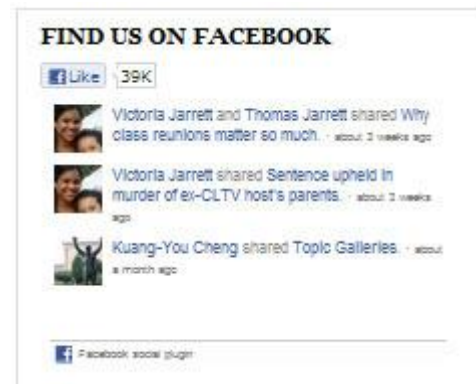 FIND US ON FACEBOOK
Like 39K
Victoria Jarrett and Thomas Jarrett shared Why
class reunions matter so much. · about 3 weeks ago
Victoria Jarrett shared Sentence upheld in
murder of ex-CLTV host's parents. · about 3 weeks
ago
Kuang-You Cheng shared Topic Galleries. · about
a month ago
Facebook social plugin